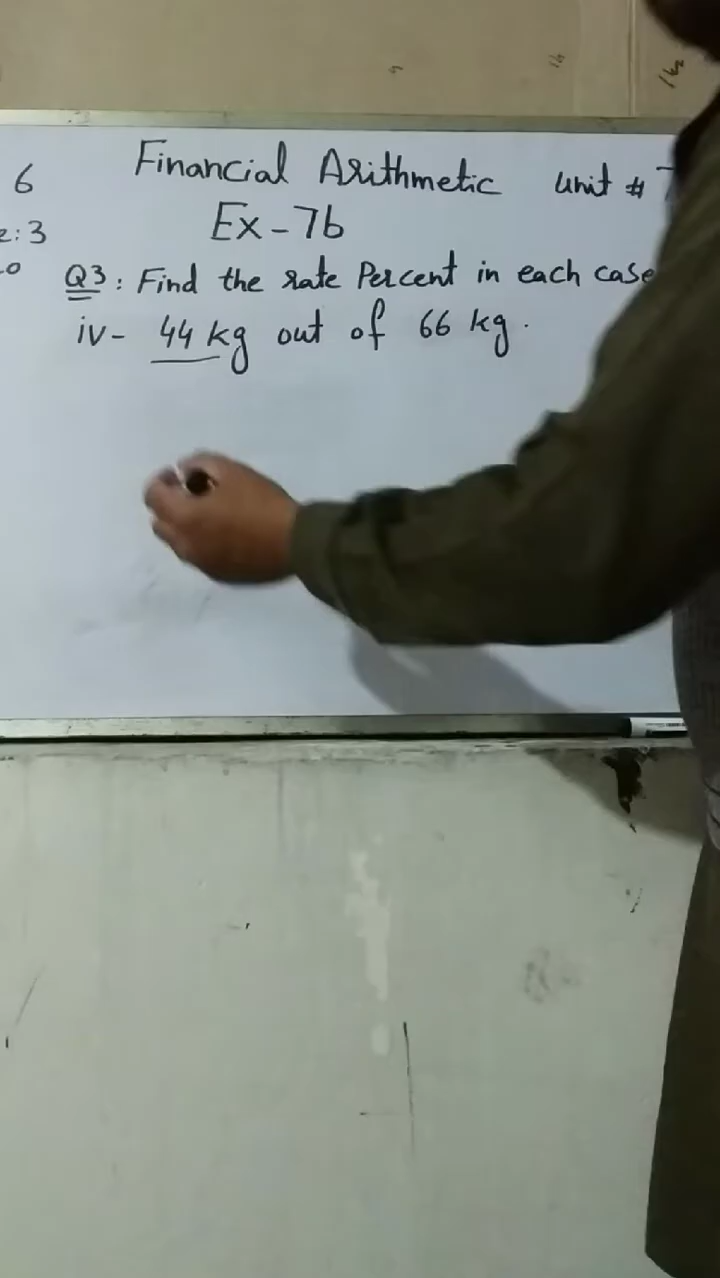 6
Financial Arithmetic Unit # 7
Ex-7b
Q3: Find the rate Percent in each case
iv- 44 kg out of 66 kg.